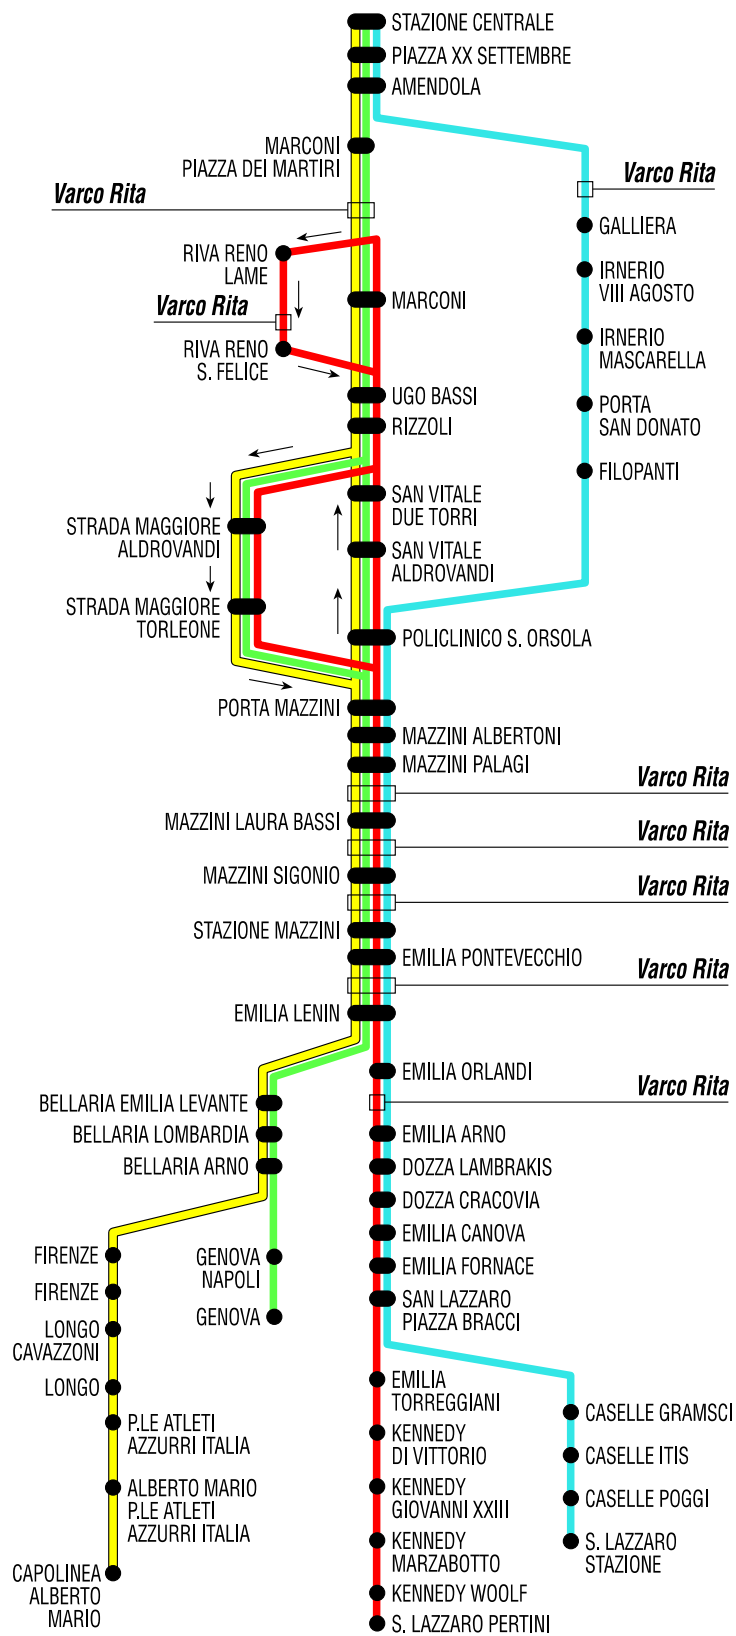 STAZIONE CENTRALE
PIAZZA XX SETTEMBRE
AMENDOLA
MARCONI
PIAZZA DEI MARTIRI
Varco Rita
Varco Rita
GALLIERA
RIVA RENO
LAME
IRNERIO
VIII AGOSTO
MARCONI
Varco Rita
IRNERIO
MASCARELLA
RIVA RENO
S. FELICE
UGO BASSI
PORTA
SAN DONATO
RIZZOLI
FILOPANTI
SAN VITALE
DUE TORRI
STRADA MAGGIORE
ALDROVANDI
SAN VITALE
ALDROVANDI
STRADA MAGGIORE
TORLEONE
POLICLINICO S. ORSOLA
PORTA MAZZINI
MAZZINI ALBERTONI
MAZZINI PALAGI
Varco Rita
MAZZINI LAURA BASSI
Varco Rita
MAZZINI SIGONIO
Varco Rita
STAZIONE MAZZINI
EMILIA PONTEVECCHIO
Varco Rita
EMILIA LENIN
EMILIA ORLANDI
Varco Rita
BELLARIA EMILIA LEVANTE
BELLARIA LOMBARDIA
EMILIA ARNO
BELLARIA ARNO
DOZZA LAMBRAKIS
DOZZA CRACOVIA
EMILIA CANOVA
FIRENZE
GENOVA
NAPOLI
EMILIA FORNACE
FIRENZE
SAN LAZZARO
PIAZZA BRACCI
GENOVA
LONGO
CAVAZZONI
LONGO
EMILIA
TORREGGIANI
P.LE ATLETI
AZZURRI ITALIA
CASELLE GRAMSCI
KENNEDY
DI VITTORIO
CASELLE ITIS
ALBERTO MARIO
P.LE ATLETI
AZZURRI ITALIA
KENNEDY
GIOVANNI XXIII
CASELLE POGGI
KENNEDY
MARZABOTTO
S. LAZZARO
STAZIONE
CAPOLINEA
ALBERTO
MARIO
KENNEDY WOOLF
S. LAZZARO PERTINI